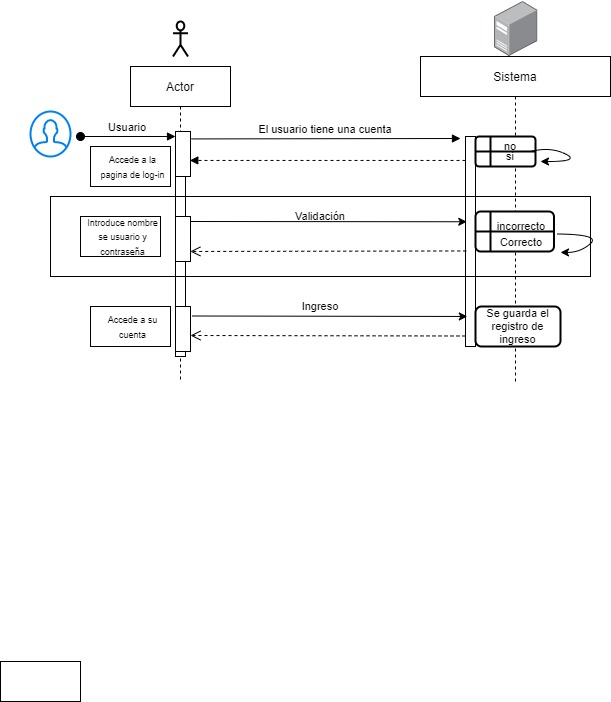 Actor
Sistema
Usuario
El usuario tiene una cuenta
no
si
Accede a la
pagina de log-in
Introduce nombre
se usuario y
contraseña
Validación
incorrecto
Correcto
Accede a su
cuenta
Ingreso
Se guarda el
registro de
ingreso